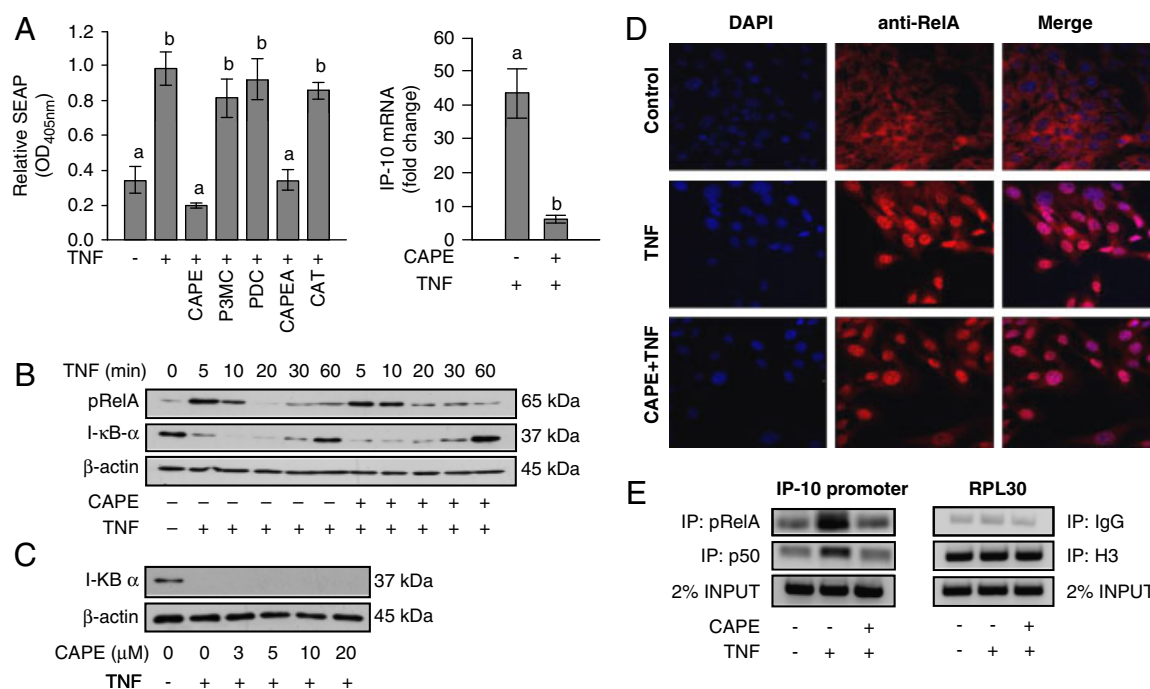 A
Relative SEAP
(OD405nm)
1.2
1.0
0.8
0.6
0.4
0.2
0.0
a
b
a
b
b
a
b
TNF
- + + + + + +
CAPE
P3MC
PDC
CAPEA
CAT
IP-10 mRNA
(fold change)
60
50
40
30
20
10
0
a
b
CAPE - +
TNF + +
B
TNF (min) 0 5 10 20 30 60 5 10 20 30 60
pRelA 65 kDa
I-κB-α 37 kDa
β-actin 45 kDa
CAPE – – – – – – + + + + +
TNF – + + + + + + + + + +
C
I-KB α 37 kDa
β-actin 45 kDa
CAPE (μM) 0 0 3 5 10 20
TNF - + + + + +
D
DAPI anti-RelA Merge
Control
TNF
CAPE+TNF
E
IP-10 promoter RPL30
IP: pRelA IP: IgG
IP: p50 IP: H3
2% INPUT 2% INPUT
CAPE - - + - - +
TNF - + + - + +